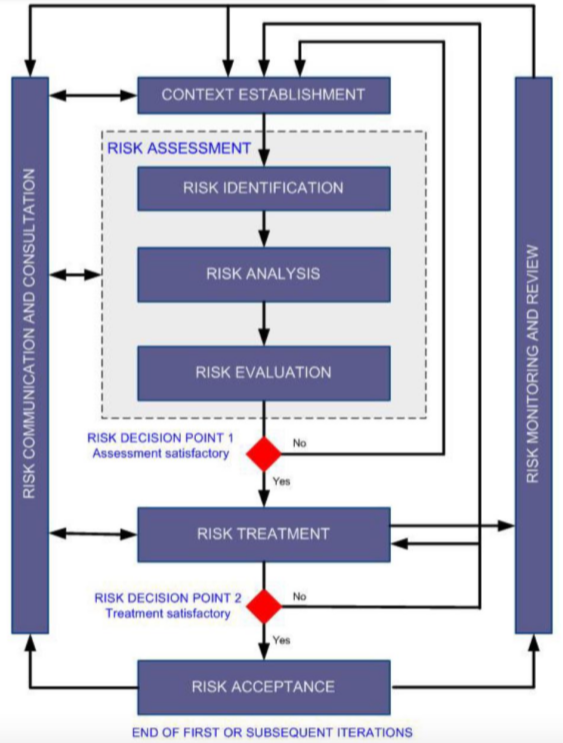 CONTEXT ESTABLISHMENT
RISK ASSESSMENT
RISK IDENTIFICATION
RISK ANALYSIS
RISK EVALUATION
RISK COMMUNICATION AND CONSULTATION
RISK MONITORING AND REVIEW
RISK DECISION POINT 1
Assessment satisfactory
No
Yes
RISK TREATMENT
RISK DECISION POINT 2
Treatment satisfactory
No
Yes
RISK ACCEPTANCE
END OF FIRST OR SUBSEQUENT ITERATIONS